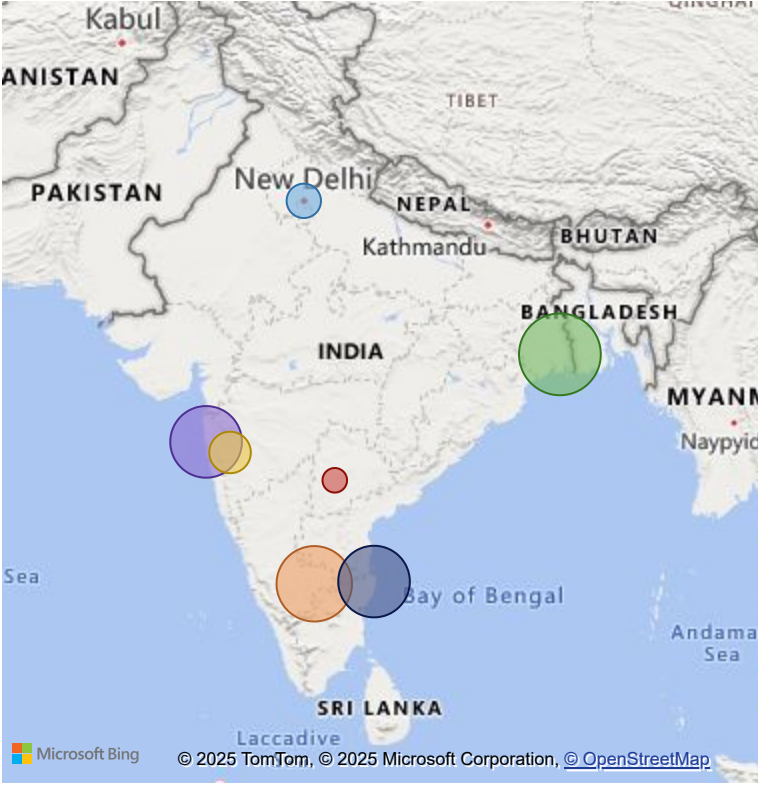 Kabul
ANISTAN
TIBET
New Delhi
PAKISTAN
NEPAL
BHUTAN
Kathmandu
BANGLADESH
INDIA
MYANM
Naypyid
Sea
Bay of Bengal
Andama
Sea
SRI LANKA
Laccadive
Microsoft Bing
© 2025 TomTom, © 2025 Microsoft Corporation, © OpenStreetMap